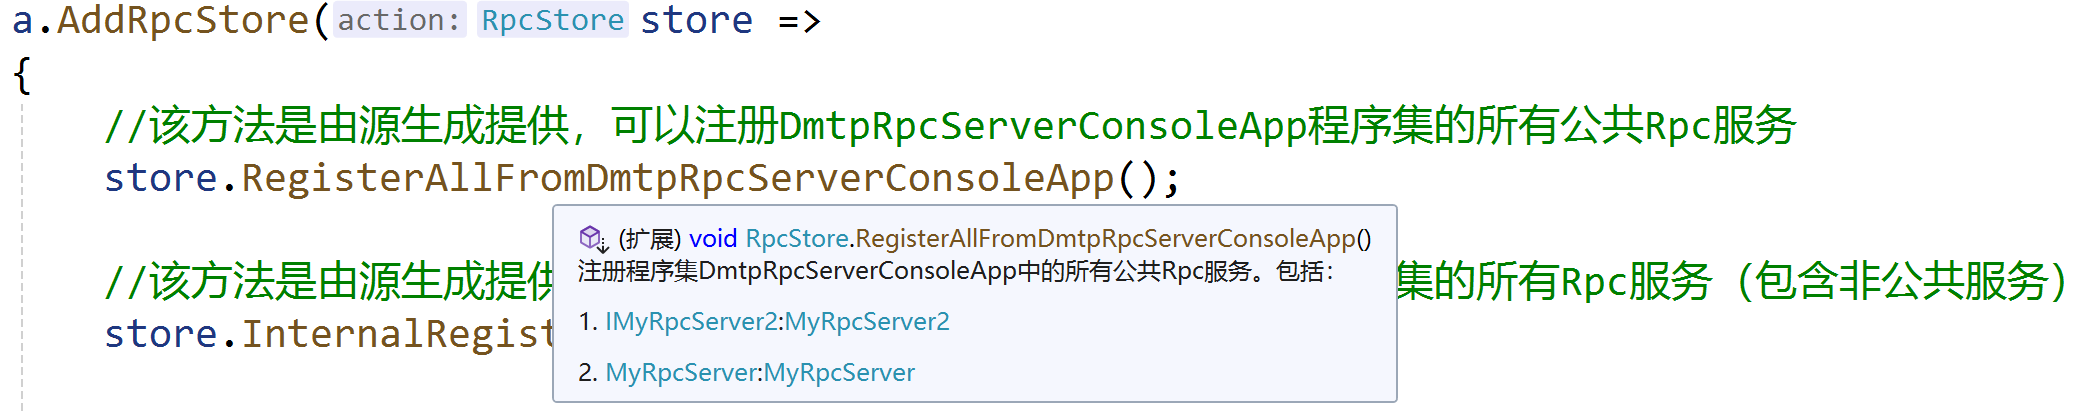 a.AddRpcStore(action: RpcStore store =>
{
//该方法是由源生成提供，可以注册DmtpRpcServerConsoleApp程序集的所有公共Rpc服务
store.RegisterAllFromDmtpRpcServerConsoleApp();
(扩展) void RpcStore.RegisterAllFromDmtpRpcServerConsoleApp()
注册程序集DmtpRpcServerConsoleApp中的所有公共Rpc服务。包括：
1. IMyRpcServer2:MyRpcServer2
2. MyRpcServer:MyRpcServer
//该方法是由源生成提供 集的所有Rpc服务（包含非公共服务）
store.InternalRegist